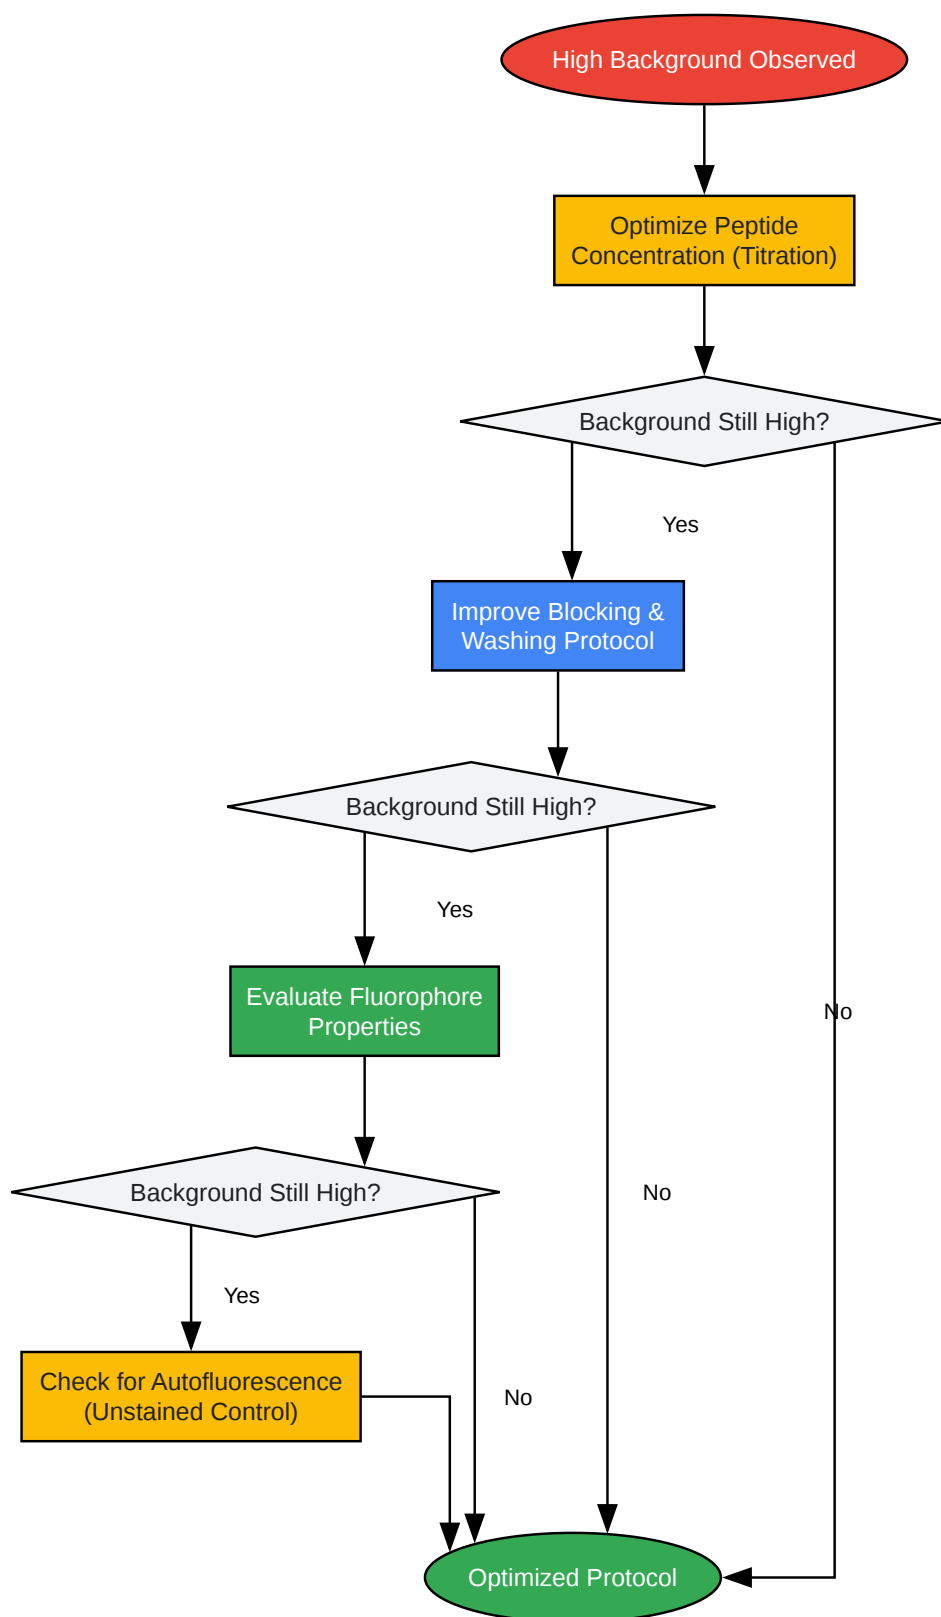 High Background Observed
Optimize Peptide
Concentration (Titration)
Background Still High?
Yes
Improve Blocking &
Washing Protocol
Background Still High?
Yes
Evaluate Fluorophore
Properties
No
Background Still High?
No
Yes
Check for Autofluorescence
(Unstained Control)
No
Optimized Protocol